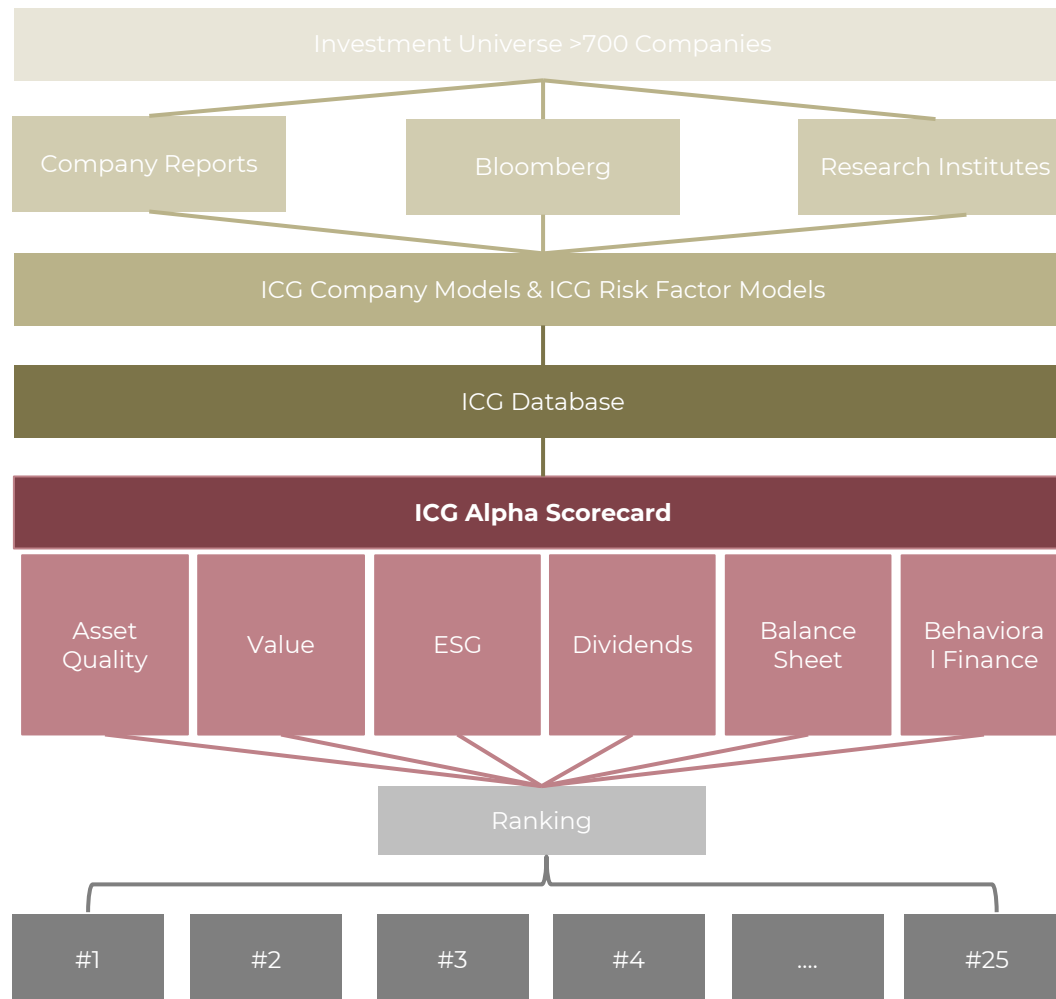 Investment Universe >700 Companies
Company Reports
Bloomberg
Research Institutes
ICG Company Models & ICG Risk Factor Models
ICG Database
ICG Alpha Scorecard
Asset
Quality
Value
ESG
Dividends
Balance
Sheet
Behaviora
l Finance
Ranking
#1
#2
#3
#4
....
#25